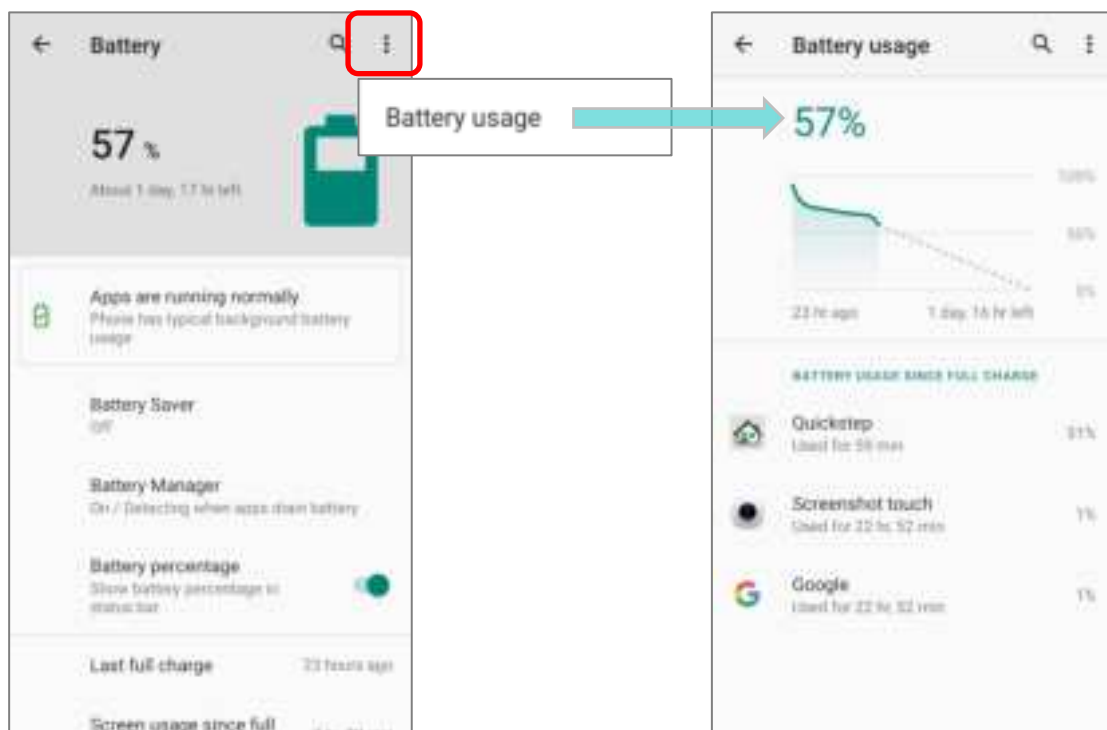 Battery
Battery usage
57 %
About 1 day, 17 hr left
Apps are running normally
Phone has typical background battery
usage
Battery Saver
Off
Battery Manager
On / Detecting when apps drain battery
Battery percentage
Show battery percentage in
status bar
Last full charge
23 hours ago
Screen usage since full
Battery usage
57%
100%
50%
0%
23 hr ago
1 day, 16 hr left
BATTERY USAGE SINCE FULL CHARGE
Quickstep
Used for 59 min
Screenshot touch
1%
Used for 22 hr, 52 min
Google
1%
Used for 22 hr, 52 min